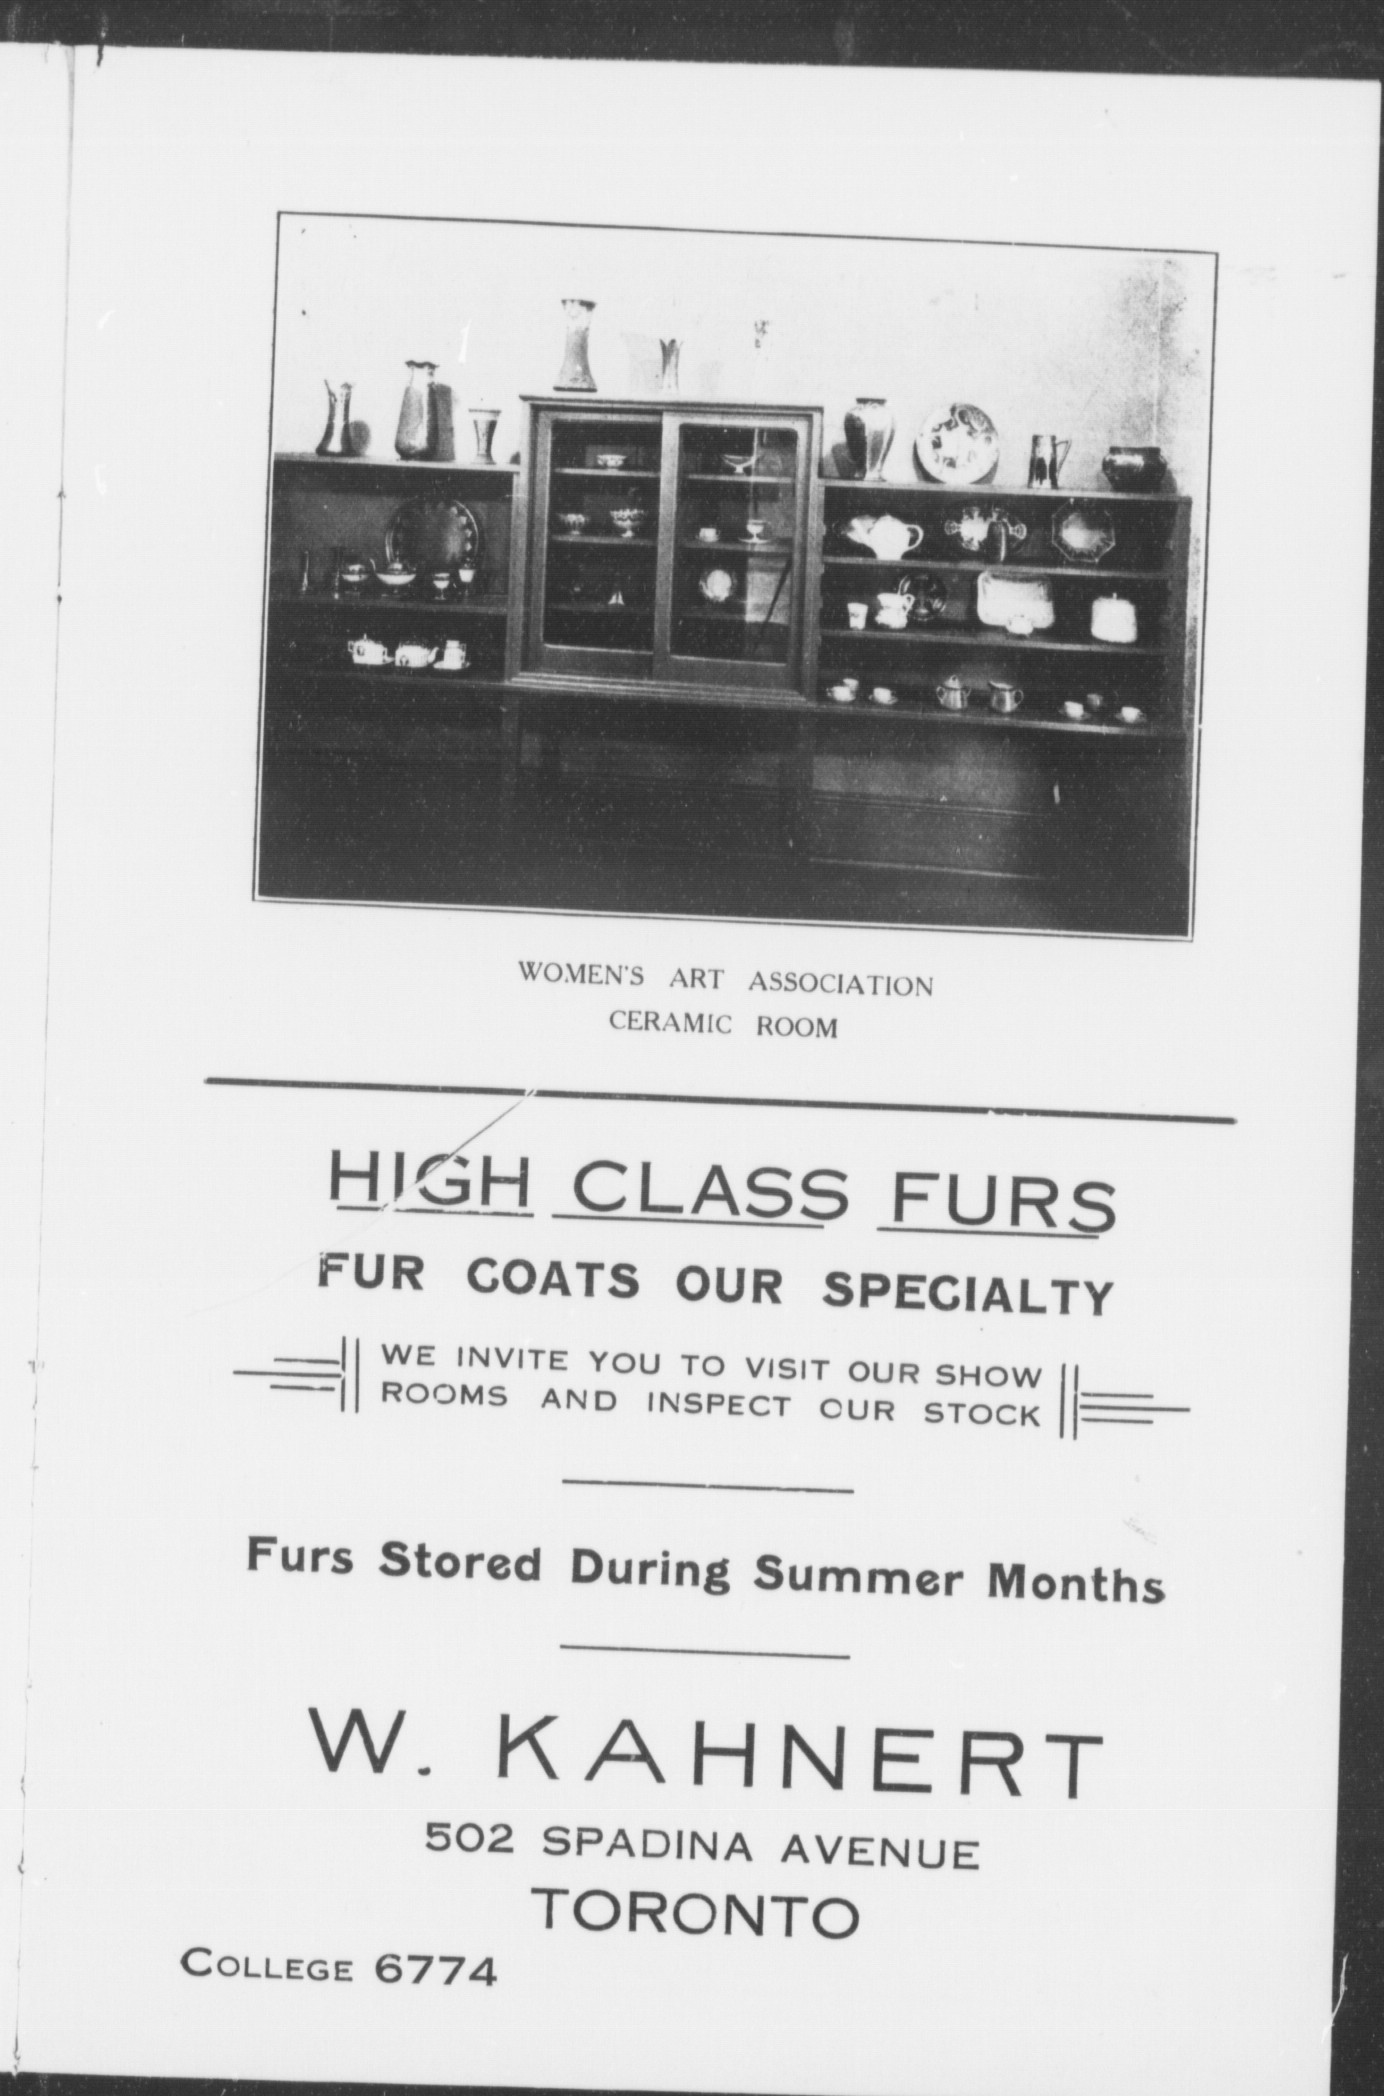 WOMEN'S ART ASSOCIATION
CERAMIC ROOM
HIGH CLASS FURS
FUR COATS OUR SPECIALTY
WE INVITE YOU TO VISIT OUR SHOW
ROOMS AND INSPECT OUR STOCK
Furs Stored During Summer Months
W. KAHNERT
502 SPADINA AVENUE
TORONTO
COLLEGE 6774